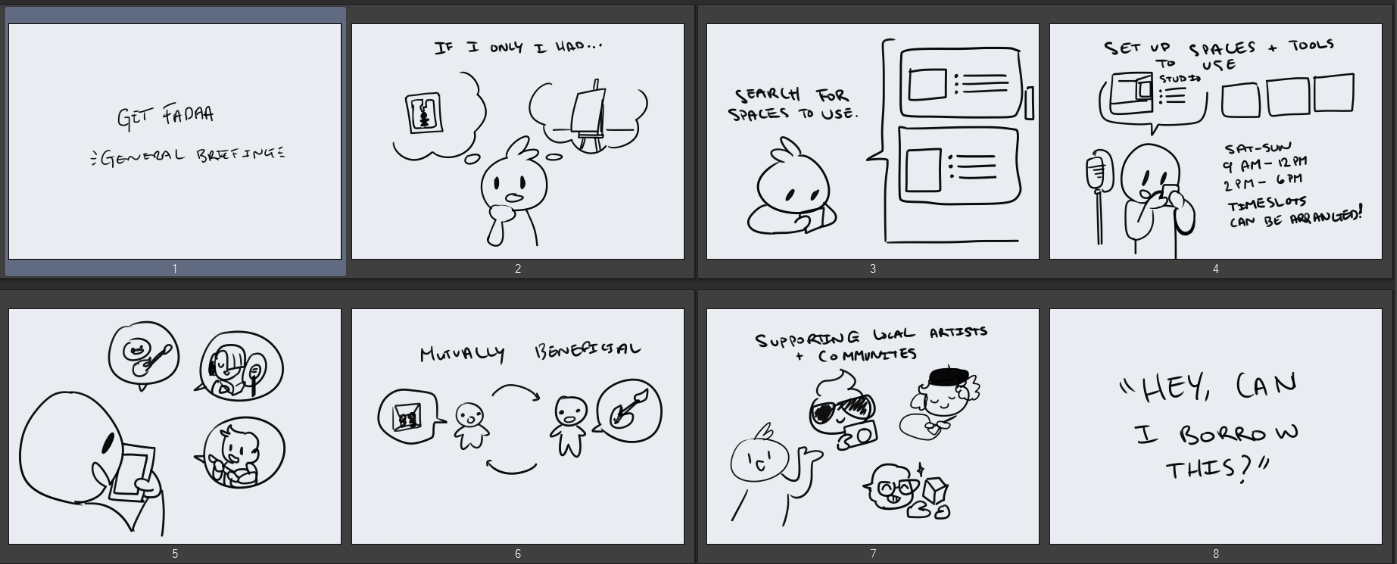 GET FADAA
GENERAL BRIEFING
1
IF I ONLY I HAD...
2
SEARCH FOR
SPACES TO USE.
3
SET UP SPACES + TOOLS
TO USE
STUDIO
SAT-SUN
9 AM - 12 PM
2 PM - 6 PM
TIMESLOTS
CAN BE ARRANGED!
4
5
MUTUALLY BENEFICIAL
6
SUPPORTING LOCAL ARTISTS
+ COMMUNITES
7
"HEY, CAN
I BORROW
THIS?"
8